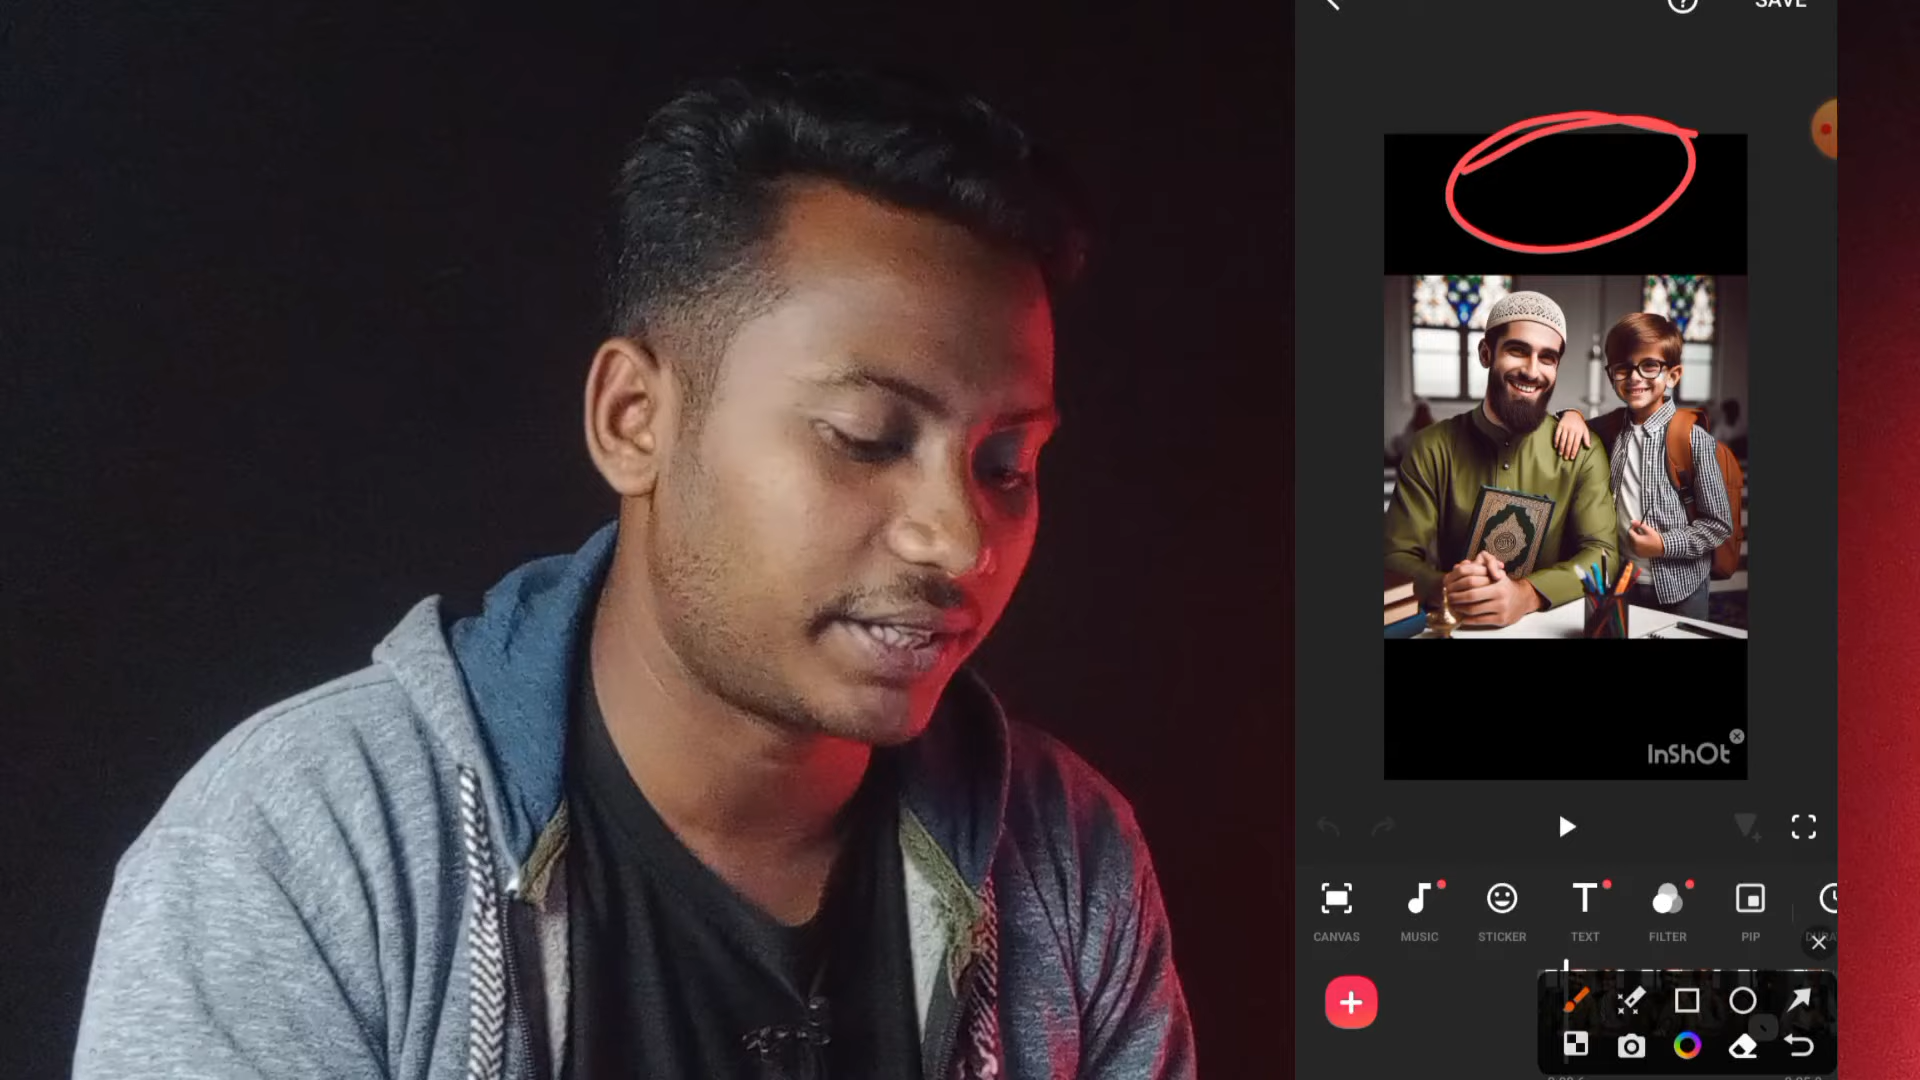 SAVE
InShOt
CANVAS
MUSIC
STICKER
TEXT
FILTER
PIP